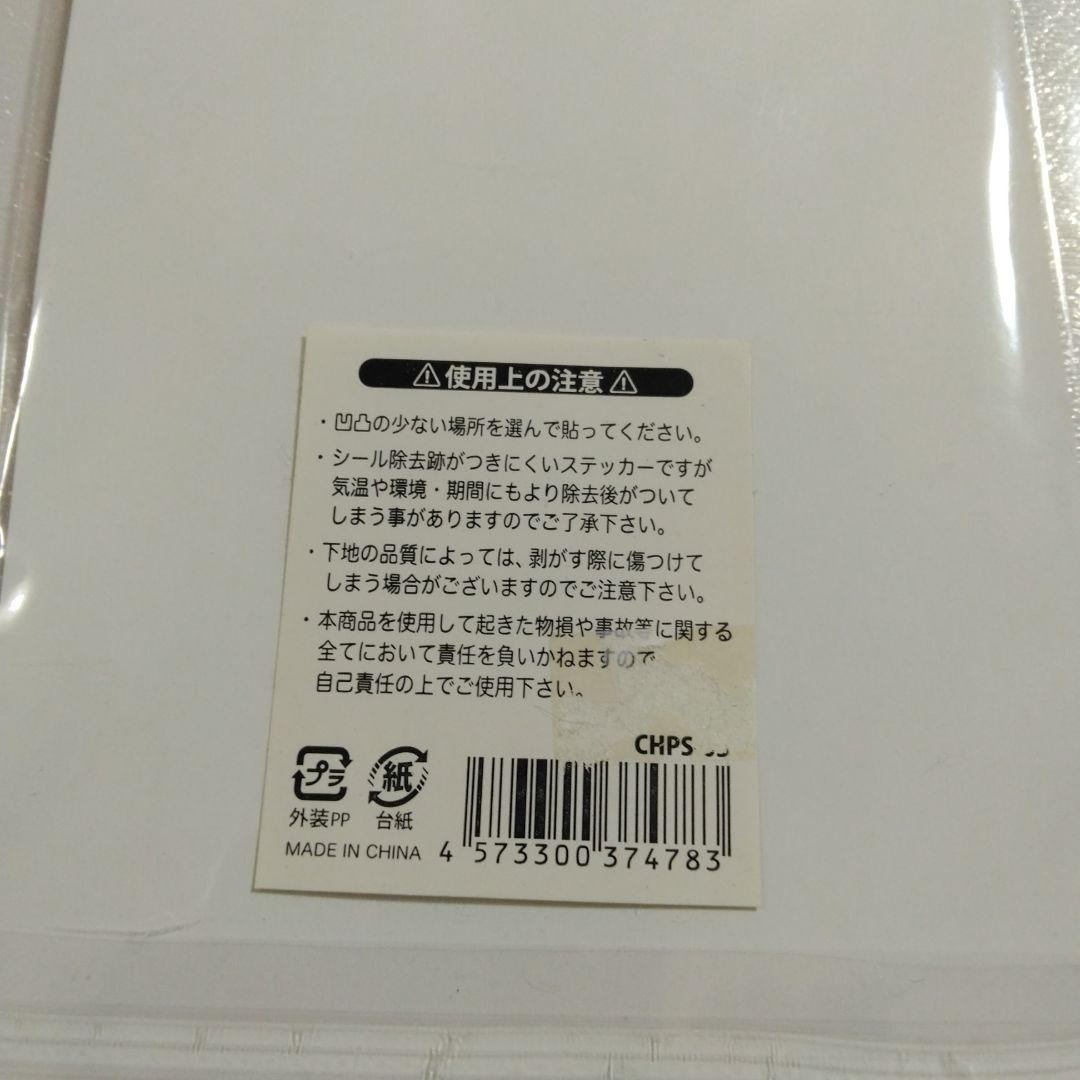 ⚠使用上の注意⚠
・凹凸の少ない場所を選んで貼ってください。
・シール除去跡がつきにくいステッカーですが
気温や環境・期間にもより除去後がついて
しまう事がありますのでご了承下さい。
・下地の品質によっては、剥がす際に傷つけて
しまう場合がございますのでご注意下さい。
・本商品を使用して起きた物損や事故等に関する
全てにおいて責任を負いかねますので
自己責任の上でご使用下さい。
CHPS
プラ
紙
外装PP
台紙
MADE IN CHINA
4 573300 374783